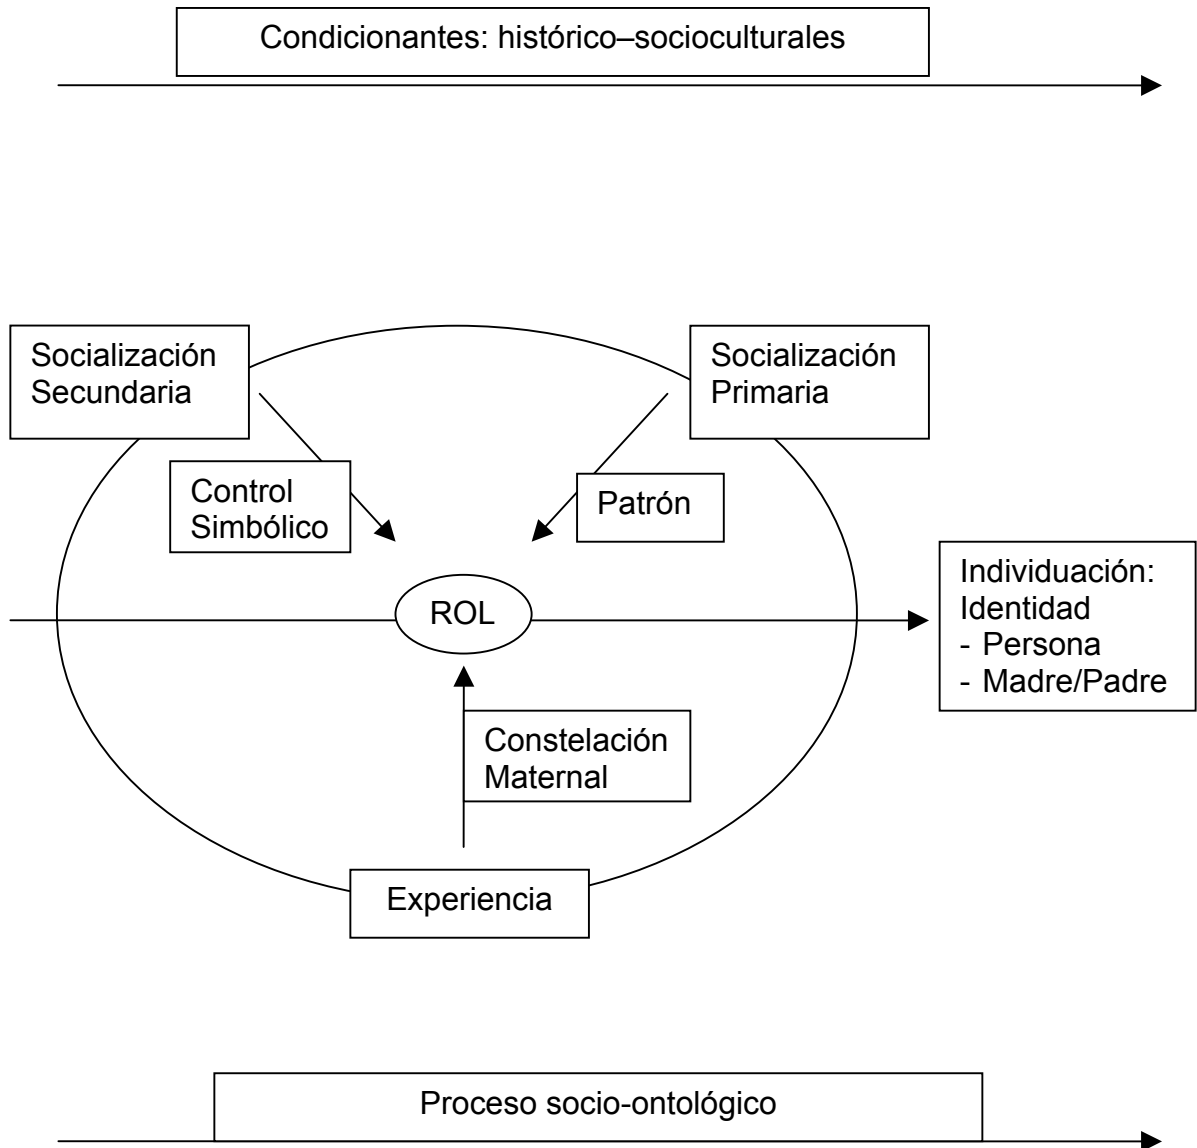 Condicionantes: histórico–socioculturales
Socialización
Secundaria
Socialización
Primaria
Control
Simbólico
Patrón
ROL
Individuación:
Identidad
- Persona
- Madre/Padre
Constelación
Maternal
Experiencia
Proceso socio-ontológico